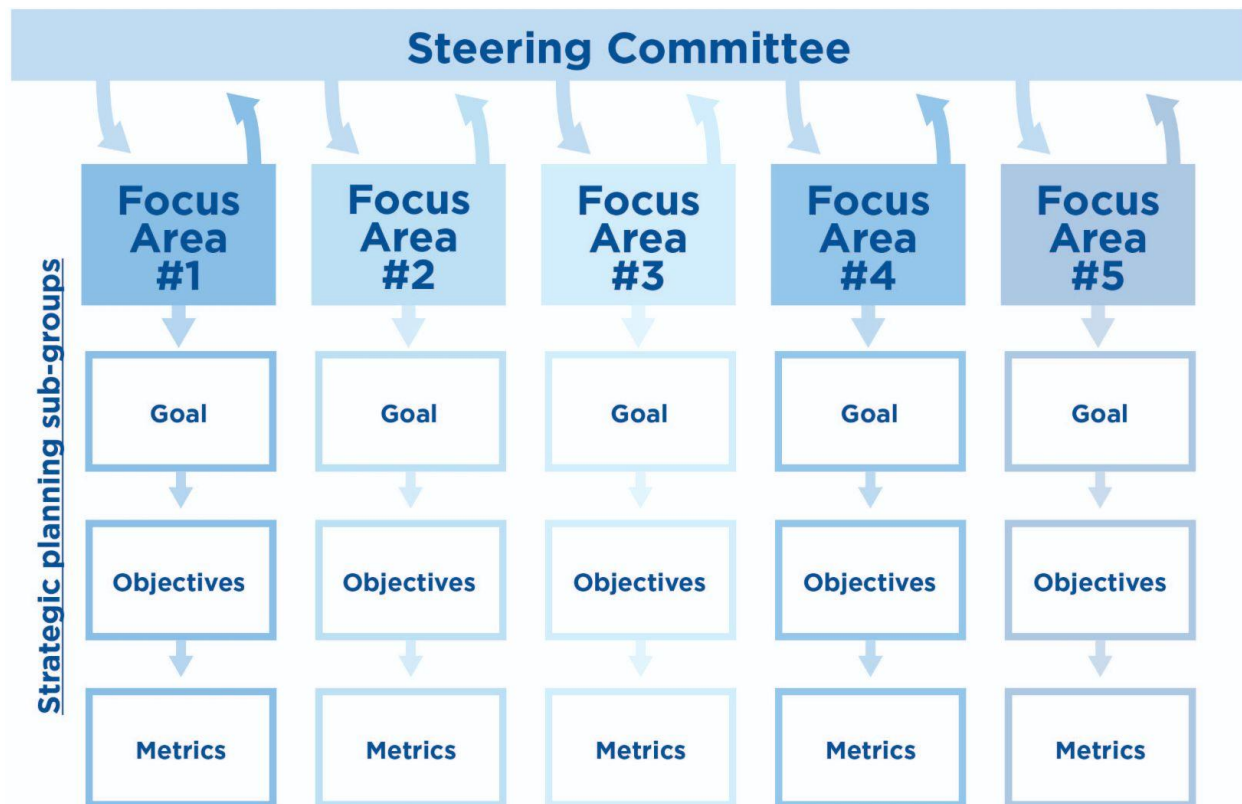 Steering Committee
Focus
Area
#1
Focus
Area
#2
Focus
Area
#3
Focus
Area
#4
Focus
Area
#5
Strategic planning sub-groups
Goal
Goal
Goal
Goal
Goal
Objectives
Objectives
Objectives
Objectives
Objectives
Metrics
Metrics
Metrics
Metrics
Metrics